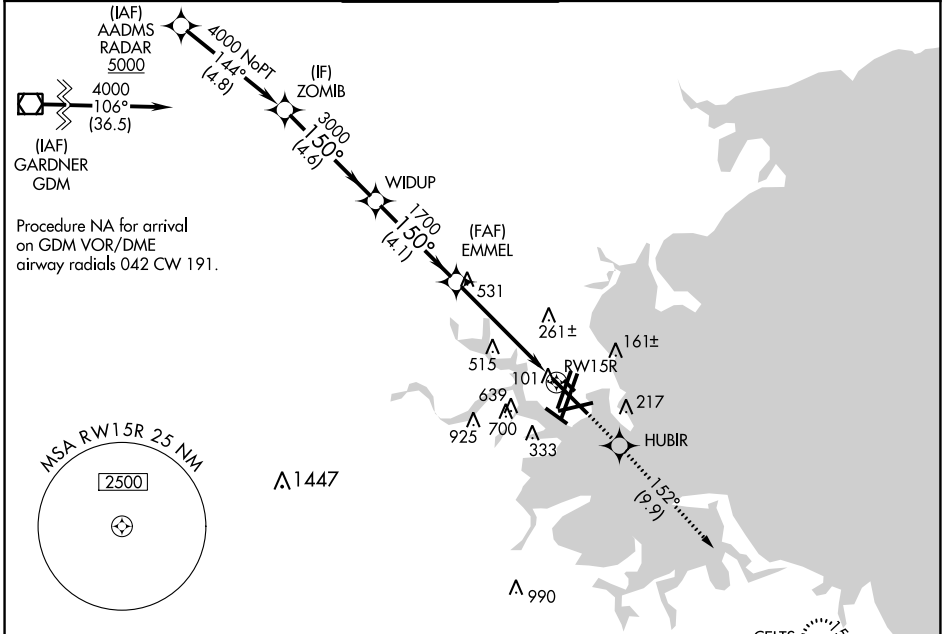 (IAF)
AADMS
RADAR
5000
4000 NoPT
144°
(4.8)
(IF)
ZOMIB
4000
106°
(36.5)
(IAF)
GARDNER
GDM
3000
150°
(4.6)
WIDUP
1700
150°
(4.1)
(FAF)
EMMEL
Procedure NA for arrival
on GDM VOR/DME
airway radials 042 CW 191.
531
261±
161±
515
RW15R
101
639
217
700
925
333
HUBIR
MSA RW15R 25 NM
2500
1447
152°
(9.9)
990